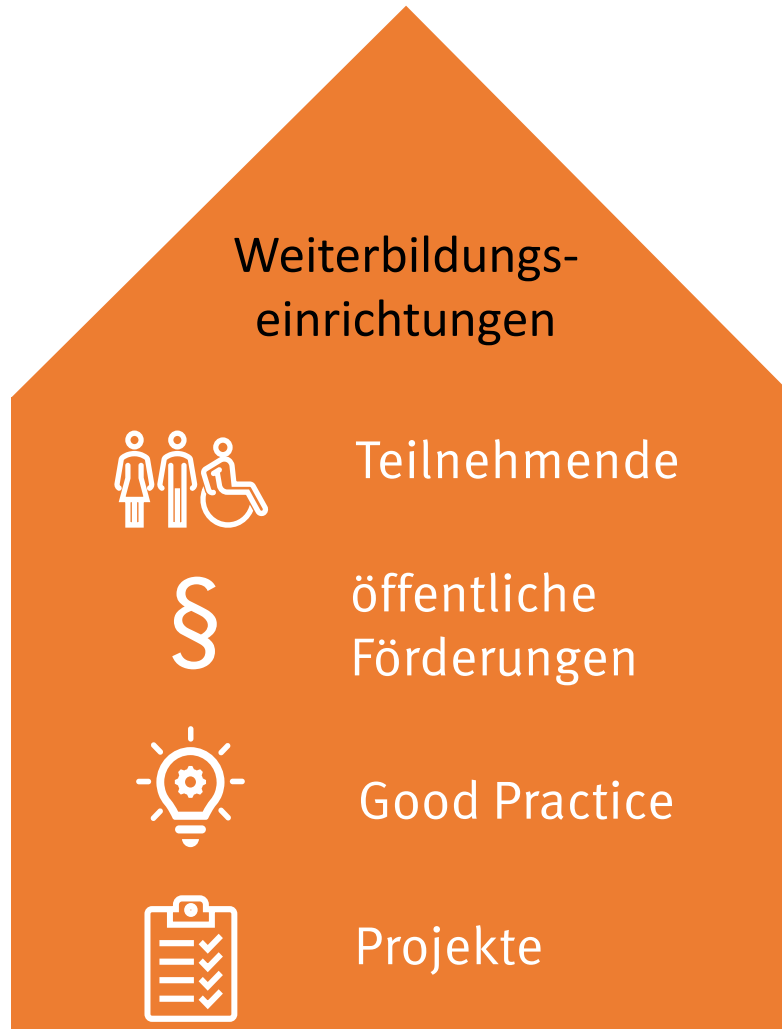 Weiterbildungs-
einrichtungen
Teilnehmende
§
öffentliche
Förderungen
Good Practice
Projekte